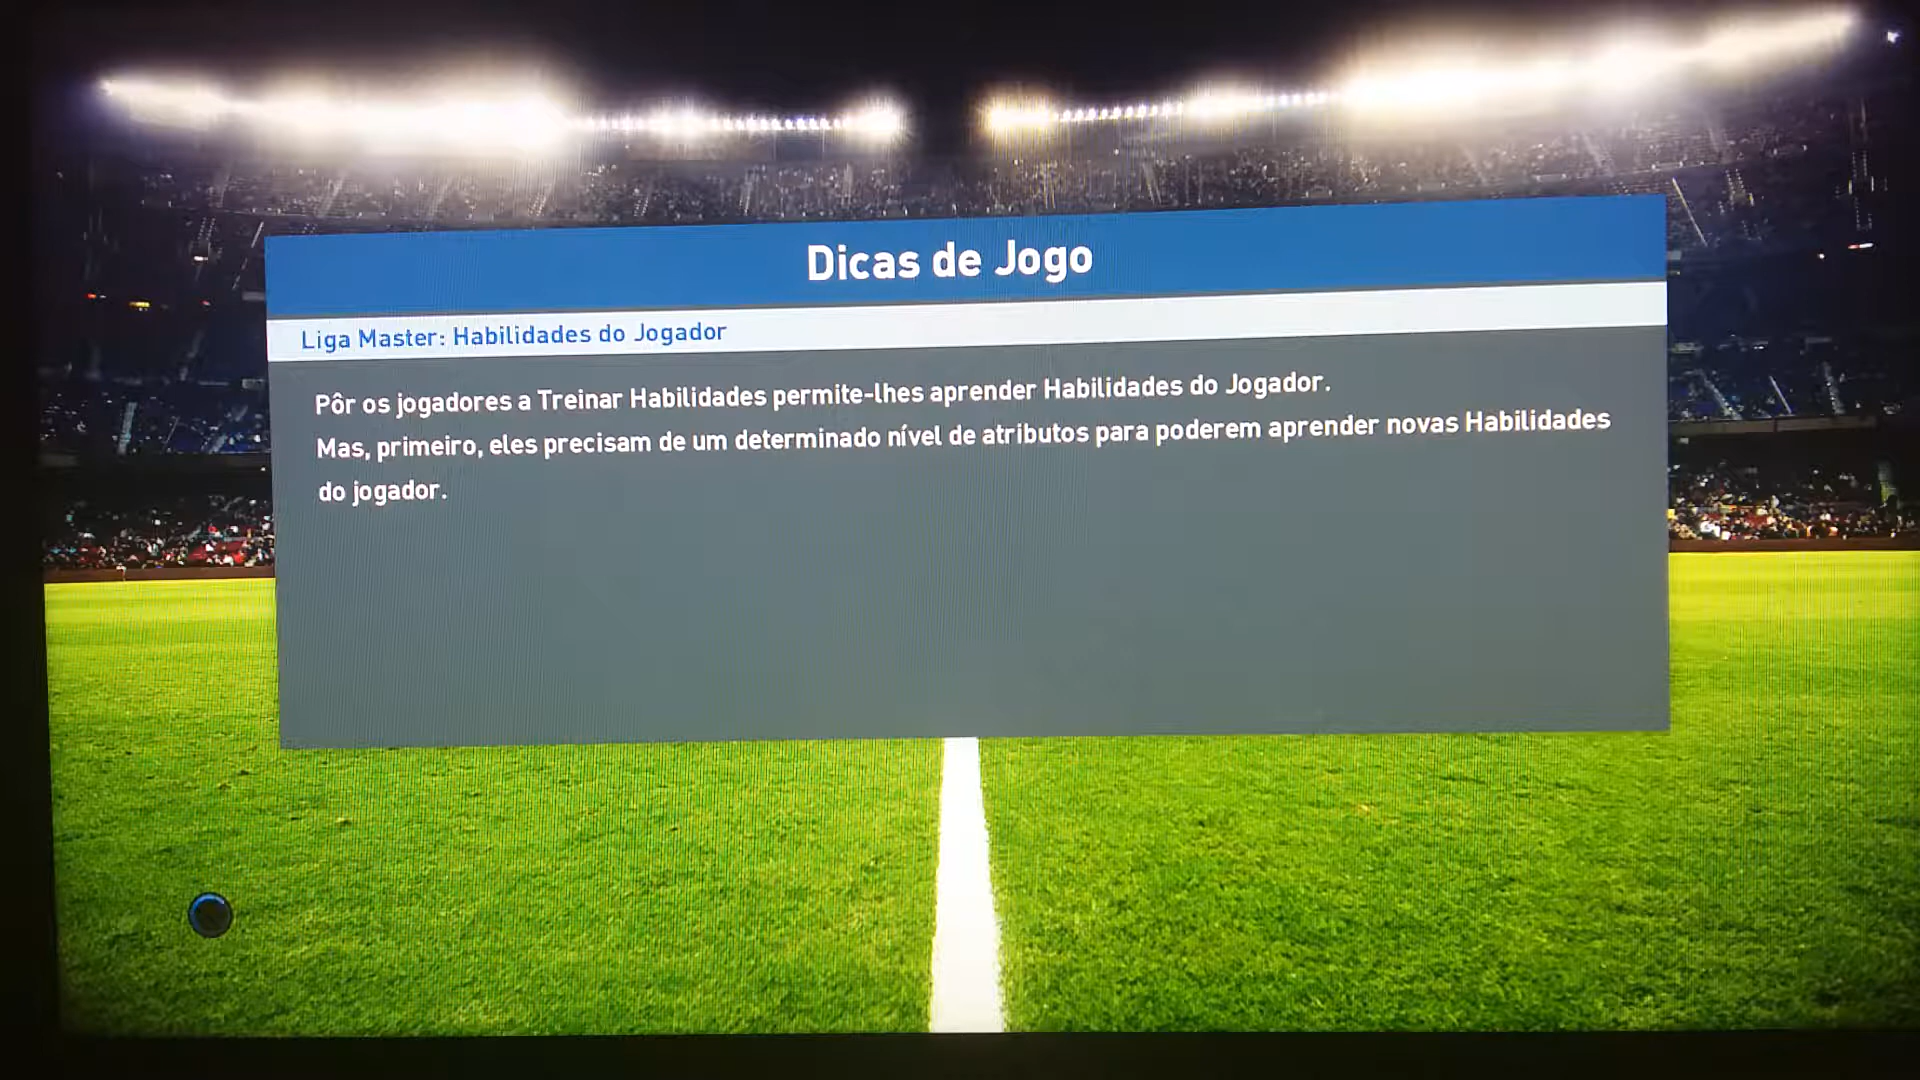 Dicas de Jogo
Liga Master: Habilidades do Jogador
Pôr os jogadores a Treinar Habilidades permite-lhes aprender Habilidades do Jogador.
Mas, primeiro, eles precisam de um determinado nível de atributos para poderem aprender novas Habilidades
do jogador.